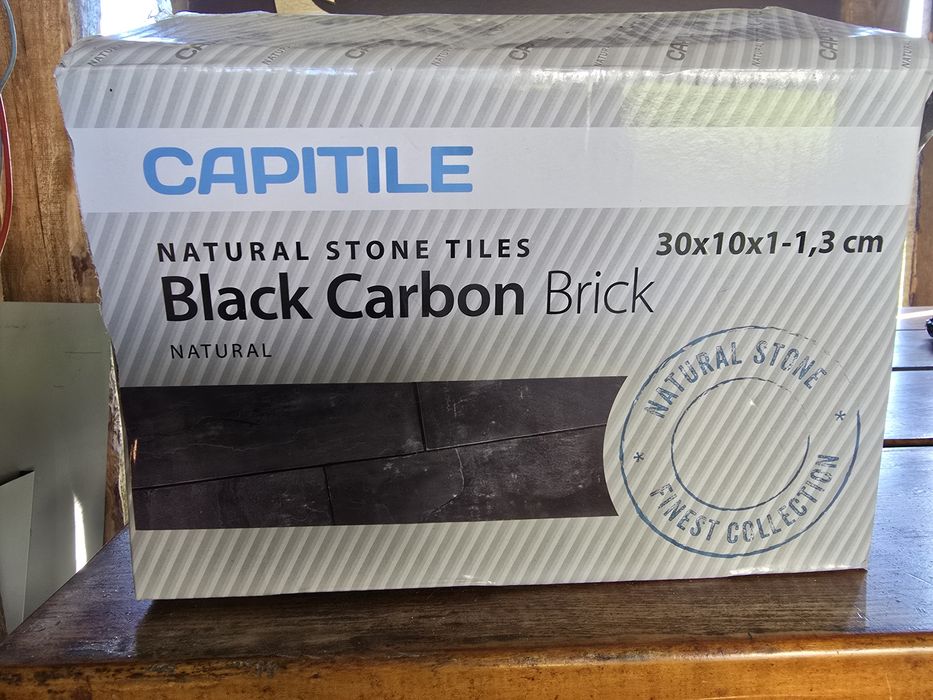 CAPITILE
NATURAL STONE TILES
30x10x1-1,3 cm
Black Carbon Brick
NATURAL
NATURAL STONE
* *
FINEST COLLECTION